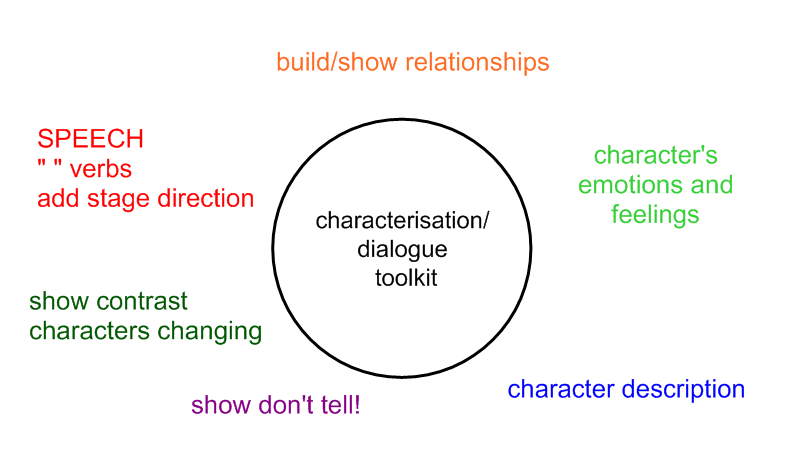 build/show relationships
SPEECH
" " verbs
add stage direction
character's
emotions and
feelings
characterisation/
dialogue
toolkit
show contrast
characters changing
show don't tell!
character description